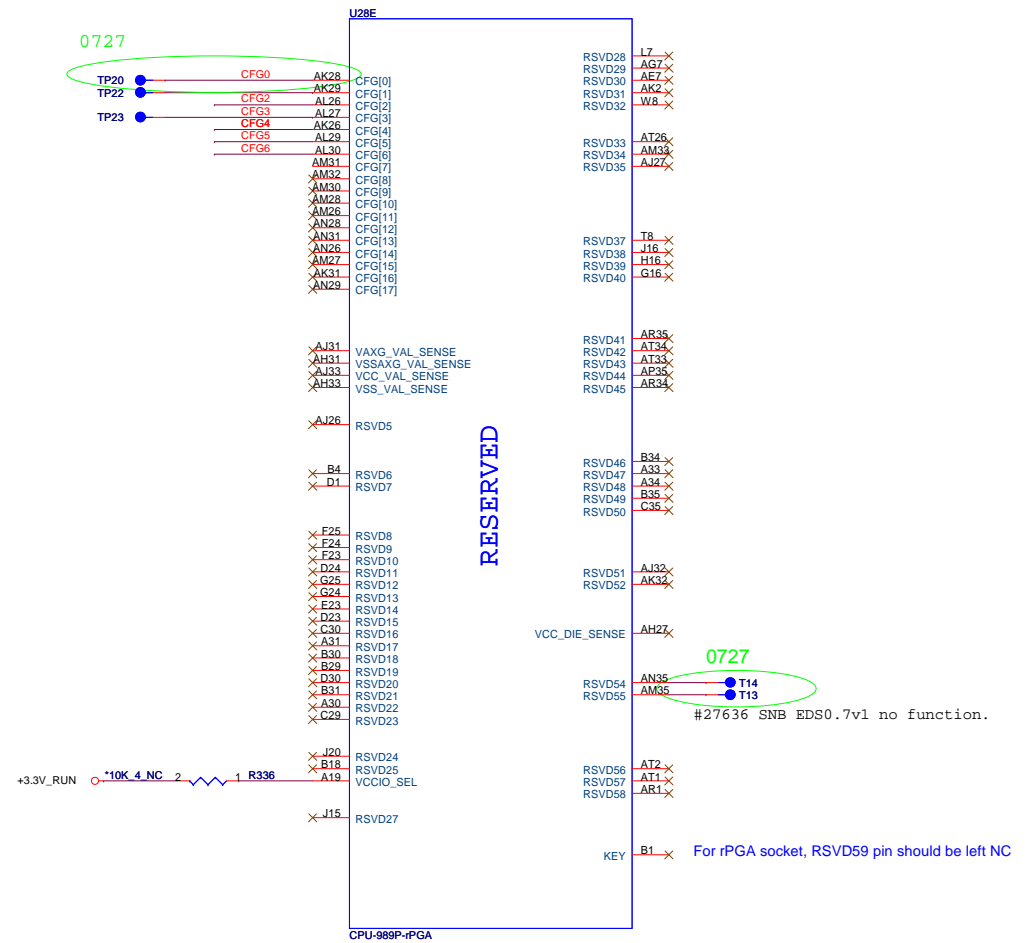 U28E
0727
TP20 CFG0 AK28 CFG[0]
TP22 AK29 CFG[1]
CFG2 AL26 CFG[2]
TP23 CFG3 AL27 CFG[3]
CFG4 AK26 CFG[4]
CFG5 AL29 CFG[5]
CFG6 AL30 CFG[6]
AM31 CFG[7]
AM32 CFG[8]
AM30 CFG[9]
AM28 CFG[10]
AM26 CFG[11]
AN28 CFG[12]
AN31 CFG[13]
AN26 CFG[14]
AM27 CFG[15]
AK31 CFG[16]
AN29 CFG[17]
AJ31 VAXG_VAL_SENSE
AH31 VSSAXG_VAL_SENSE
AJ33 VCC_VAL_SENSE
AH33 VSS_VAL_SENSE
AJ26 RSVD5
B4 RSVD6
D1 RSVD7
F25 RSVD8
F24 RSVD9
F23 RSVD10
D24 RSVD11
G25 RSVD12
G24 RSVD13
E23 RSVD14
D23 RSVD15
C30 RSVD16
A31 RSVD17
B30 RSVD18
B29 RSVD19
D30 RSVD20
B31 RSVD21
A30 RSVD22
C29 RSVD23
J20 RSVD24
B18 RSVD25
+3.3V_RUN *10K_4_NC 2 1 R336 A19 VCCIO_SEL
J15 RSVD27
RESERVED
RSVD28 L7
RSVD29 AG7
RSVD30 AE7
RSVD31 AK2
RSVD32 W8
RSVD33 AT26
RSVD34 AM33
RSVD35 AJ27
RSVD37 T8
RSVD38 J16
RSVD39 H16
RSVD40 G16
RSVD41 AR35
RSVD42 AT34
RSVD43 AT33
RSVD44 AP35
RSVD45 AR34
RSVD46 B34
RSVD47 A33
RSVD48 A34
RSVD49 B35
RSVD50 C35
RSVD51 AJ32
RSVD52 AK32
VCC_DIE_SENSE AH27
0727
RSVD54 AN35 T14
RSVD55 AM35 T13
#27636 SNB EDS0.7v1 no function.
RSVD56 AT2
RSVD57 AT1
RSVD58 AR1
KEY B1 For rPGA socket, RSVD59 pin should be left NC
CPU-989P-rPGA